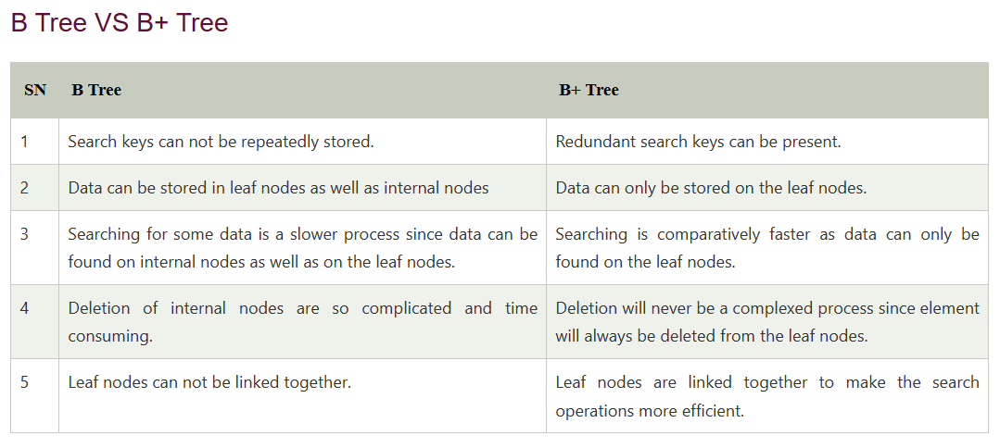 B Tree VS B+ Tree
SN B Tree B+ Tree
1 Search keys can not be repeatedly stored. Redundant search keys can be present.
2 Data can be stored in leaf nodes as well as internal nodes Data can only be stored on the leaf nodes.
3 Searching for some data is a slower process since data can be
found on internal nodes as well as on the leaf nodes.
Searching is comparatively faster as data can only be
found on the leaf nodes.
4 Deletion of internal nodes are so complicated and time
consuming.
Deletion will never be a complexed process since element
will always be deleted from the leaf nodes.
5 Leaf nodes can not be linked together.
Leaf nodes are linked together to make the search
operations more efficient.